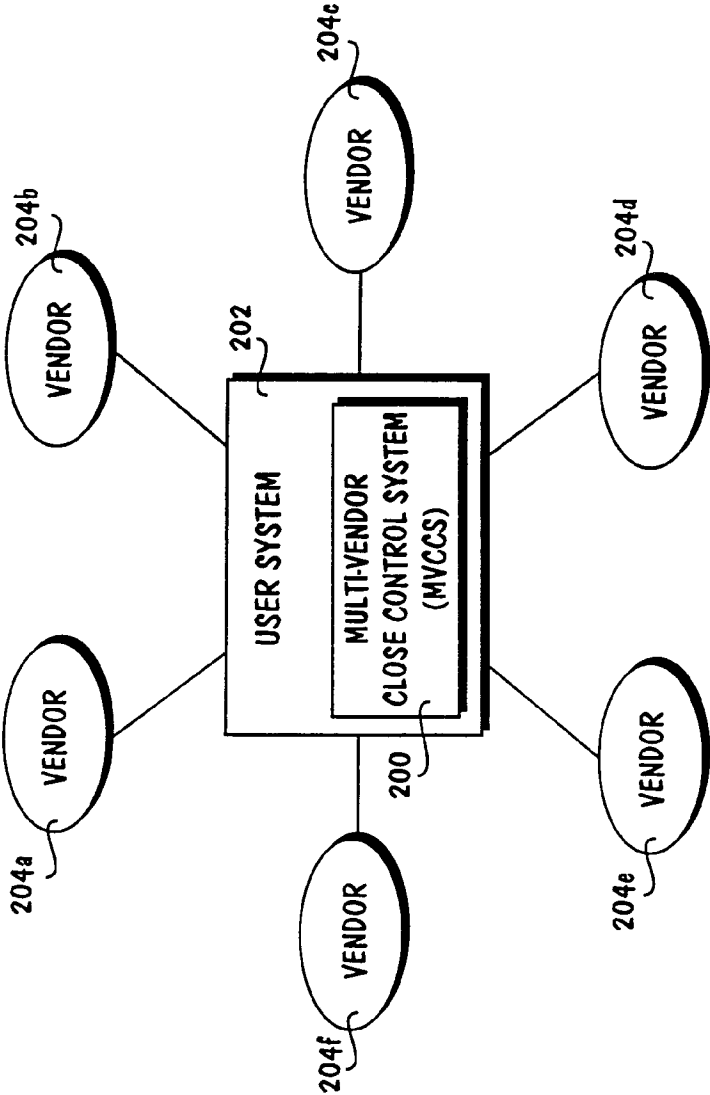 204a
VENDOR
204b
VENDOR
204f
VENDOR
USER SYSTEM
202
204c
VENDOR
MULTI-VENDOR
CLOSE CONTROL SYSTEM
(MVCCS)
200
204e
VENDOR
204d
VENDOR